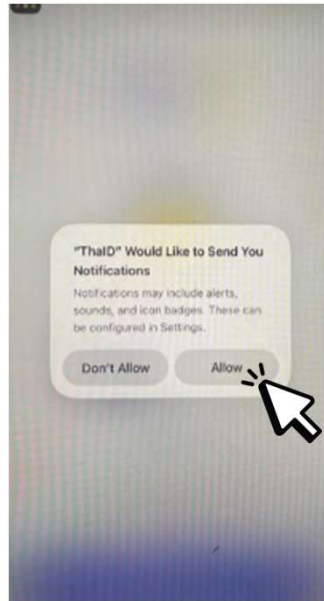 "ThaID" Would Like to Send You
Notifications
Notifications may include alerts,
sounds, and icon badges. These can
be configured in Settings.
Don't Allow
Allow